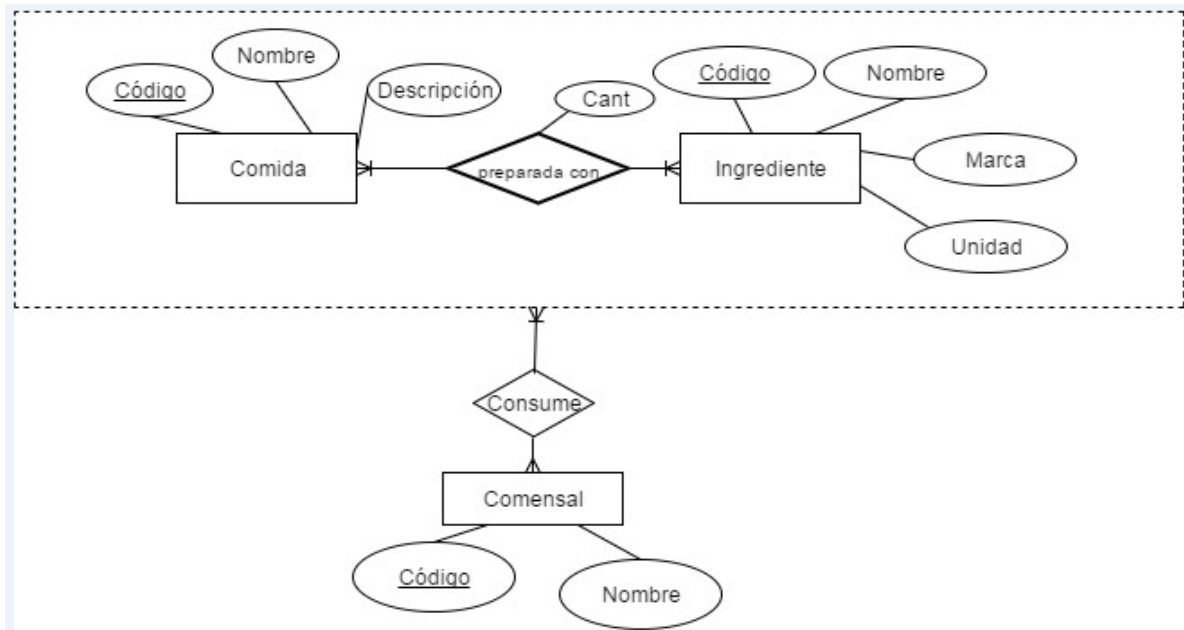 Nombre
Código
Descripción
Comida
preparada con
Cant
Código
Nombre
Ingrediente
Marca
Unidad
Consume
Comensal
Código
Nombre